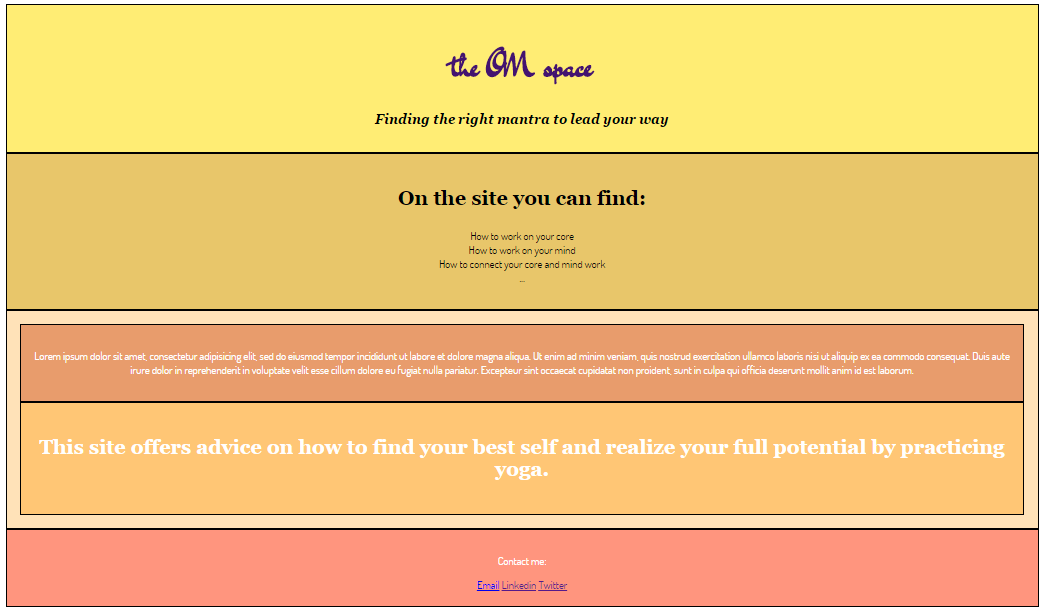 the OM space
Finding the right mantra to lead your way
On the site you can find:
How to work on your core
How to work on your mind
How to connect your core and mind work
...
Lorem ipsum dolor sit amet, consectetur adipisicing elit, sed do eiusmod tempor incididunt ut labore et dolore magna aliqua. Ut enim ad minim veniam, quis nostrud exercitation ullamco laboris nisi ut aliquip ex ea commodo consequat. Duis aute
irure dolor in reprehenderit in voluptate velit esse cillum dolore eu fugiat nulla pariatur. Excepteur sint occaecat cupidatat non proident, sunt in culpa qui officia deserunt mollit anim id est laborum.
This site offers advice on how to find your best self and realize your full potential by practicing
yoga.
Contact me:
Email Linkedin Twitter